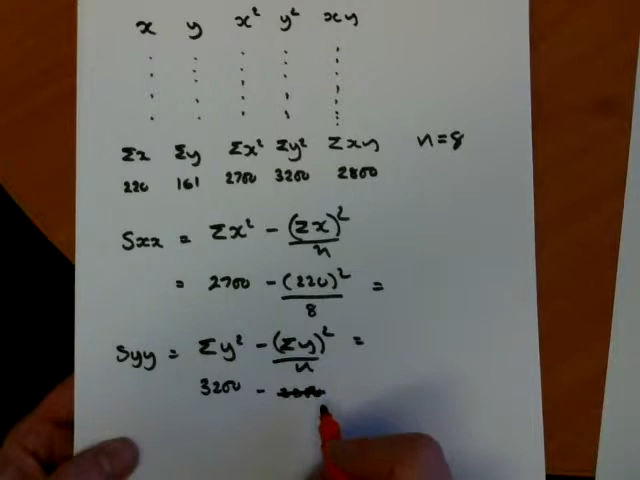 x y x² y² xy
Σx Σy Σx² Σy² Σxy n=8
220 161 2700 3200 2800
Sxx = Σx² - (Σx)²/n
= 2700 - (220)²/8 =
Syy = Σy² - (Σy)²/n =
3200 -